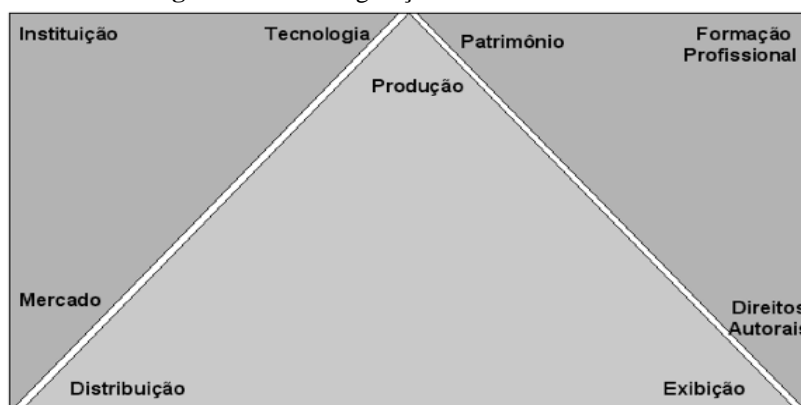 Instituição
Tecnologia
Patrimônio
Formação
Profissional
Produção
Mercado
Direitos
Autorais
Distribuição
Exibição